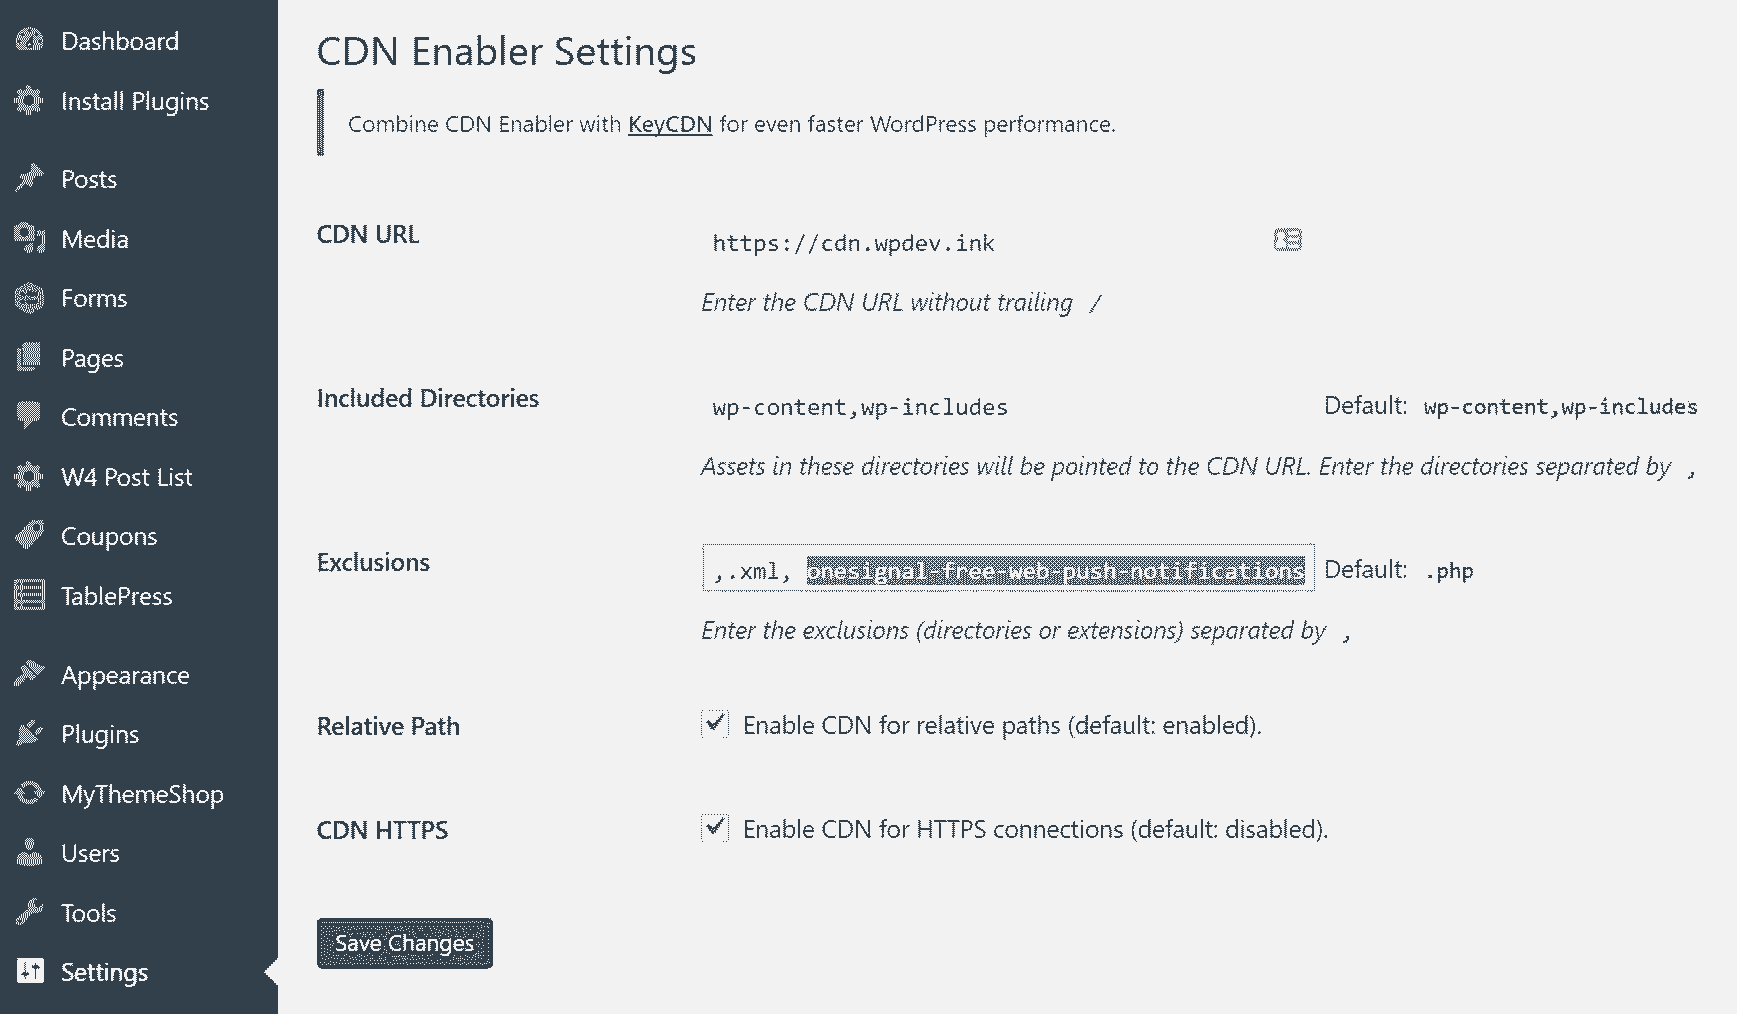 Dashboard
Install Plugins
Posts
Media
Forms
Pages
Comments
W4 Post List
Coupons
TablePress
Appearance
Plugins
MyThemeShop
Users
Tools
Settings
CDN Enabler Settings
Combine CDN Enabler with KeyCDN for even faster WordPress performance.
CDN URL
https://cdn.wpdev.ink
Enter the CDN URL without trailing /
Included Directories
wp-content,wp-includes
Default: wp-content,wp-includes
Assets in these directories will be pointed to the CDN URL. Enter the directories separated by ,
Exclusions
,.xml, onesignal-free-web-push-notifications
Default: .php
Enter the exclusions (directories or extensions) separated by ,
Relative Path
Enable CDN for relative paths (default: enabled).
CDN HTTPS
Enable CDN for HTTPS connections (default: disabled).
Save Changes